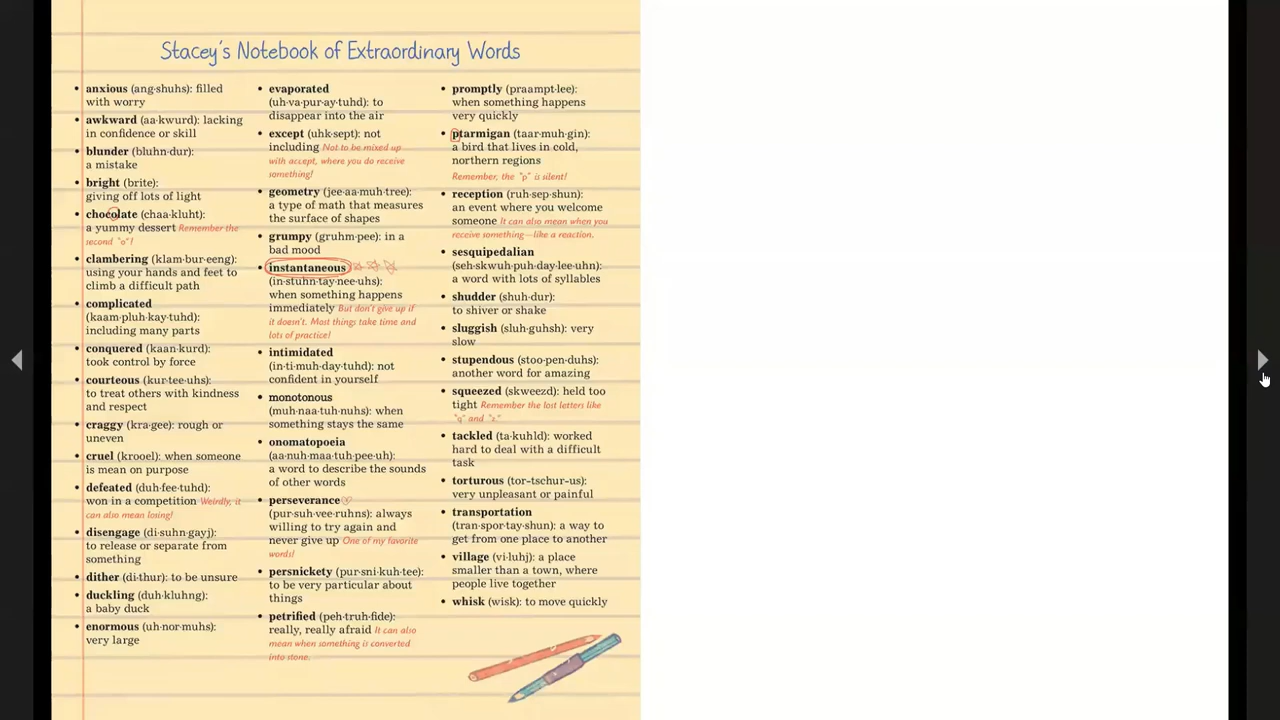 Stacey's Notebook of Extraordinary Words
• anxious (ang·shuhs): filled
with worry
• awkward (aa·kwurd): lacking
in confidence or skill
• blunder (bluhn·dur):
a mistake
• bright (brite):
giving off lots of light
• chocolate (chaa·kluht):
a yummy dessert Remember the
second "o"!
• clambering (klam·bur·eeng):
using your hands and feet to
climb a difficult path
• complicated
(kaam·pluh·kay·tuhd):
including many parts
• conquered (kaan·kurd):
took control by force
• courteous (kur·tee·uhs):
to treat others with kindness
and respect
• craggy (kra·gee): rough or
uneven
• cruel (krooel): when someone
is mean on purpose
• defeated (duh·fee·tuhd):
won in a competition Weirdly, it
can also mean losing!
• disengage (di·suhn·gayj):
to release or separate from
something
• dither (di·thur): to be unsure
• duckling (duh·kluhng):
a baby duck
• enormous (uh·nor·muhs):
very large
• evaporated
(uh·va·pur·ay·tuhd): to
disappear into the air
• except (uhk·sept): not
including Not to be mixed up
with accept, where you do receive
something!
• geometry (jee·aa·muh·tree):
a type of math that measures
the surface of shapes
• grumpy (gruhm·pee): in a
bad mood
• instantaneous
(in·stuhn·tay·nee·uhs):
when something happens
immediately But don't give up if
it doesn't. Most things take time and
lots of practice!
• intimidated
(in·ti·muh·day·tuhd): not
confident in yourself
• monotonous
(muh·naa·tuh·nuhs): when
something stays the same
• onomatopoeia
(aa·nuh·maa·tuh·pee·uh):
a word to describe the sounds
of other words
• perseverance
(pur·suh·vee·ruhns): always
willing to try again and
never give up One of my favorite
words!
• persnickety (pur·sni·kuh·tee):
to be very particular about
things
• petrified (peh·truh·fide):
really, really afraid It can also
mean when something is converted
into stone.
• promptly (praampt·lee):
when something happens
very quickly
• ptarmigan (taar·muh·gin):
a bird that lives in cold,
northern regions
Remember, the "p" is silent!
• reception (ruh·sep·shun):
an event where you welcome
someone It can also mean when you
receive something—like a reaction.
• sesquipedalian
(seh·skwuh·puh·day·lee·uhn):
a word with lots of syllables
• shudder (shuh·dur):
to shiver or shake
• sluggish (sluh·guhsh): very
slow
• stupendous (stoo·pen·duhs):
another word for amazing
• squeezed (skweezd): held too
tight Remember the lost letters like
"q" and "z."
• tackled (ta·kuhld): worked
hard to deal with a difficult
task
• torturous (tor-tschur-us):
very unpleasant or painful
• transportation
(tran·spor·tay·shun): a way to
get from one place to another
• village (vi·luhj): a place
smaller than a town, where
people live together
• whisk (wisk): to move quickly